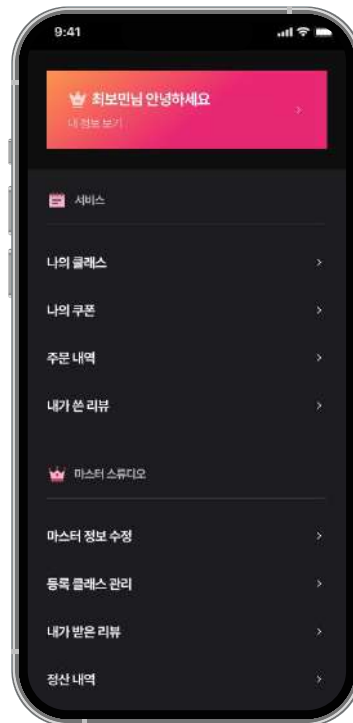 9:41
최보민님 안녕하세요
내 정보 보기
서비스
나의 클래스
나의 쿠폰
주문 내역
내가 쓴 리뷰
마스터 스튜디오
마스터 정보 수정
등록 클래스 관리
내가 받은 리뷰
정산 내역